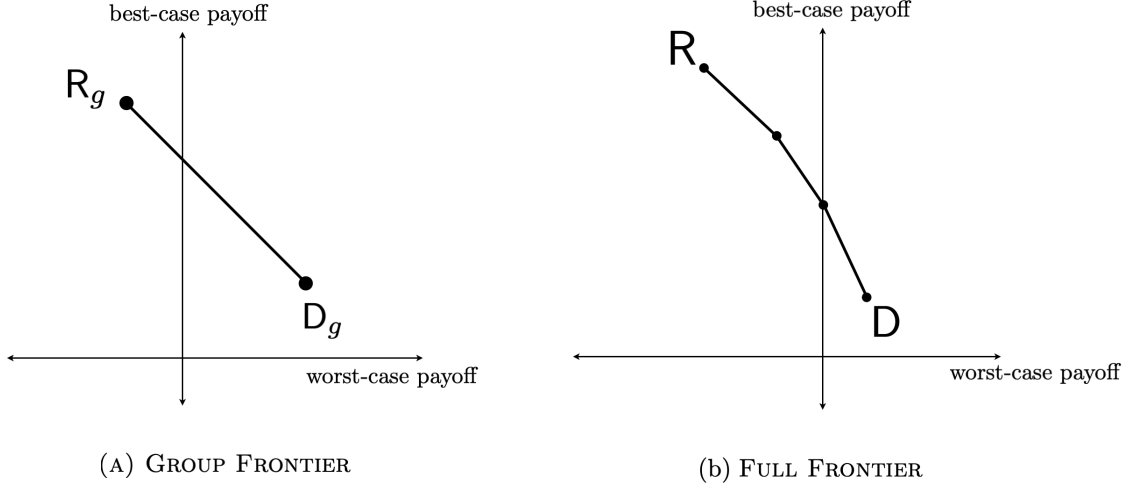 best-case payoff
R_g
D_g
worst-case payoff
(A) GROUP FRONTIER
best-case payoff
R
D
worst-case payoff
(b) FULL FRONTIER